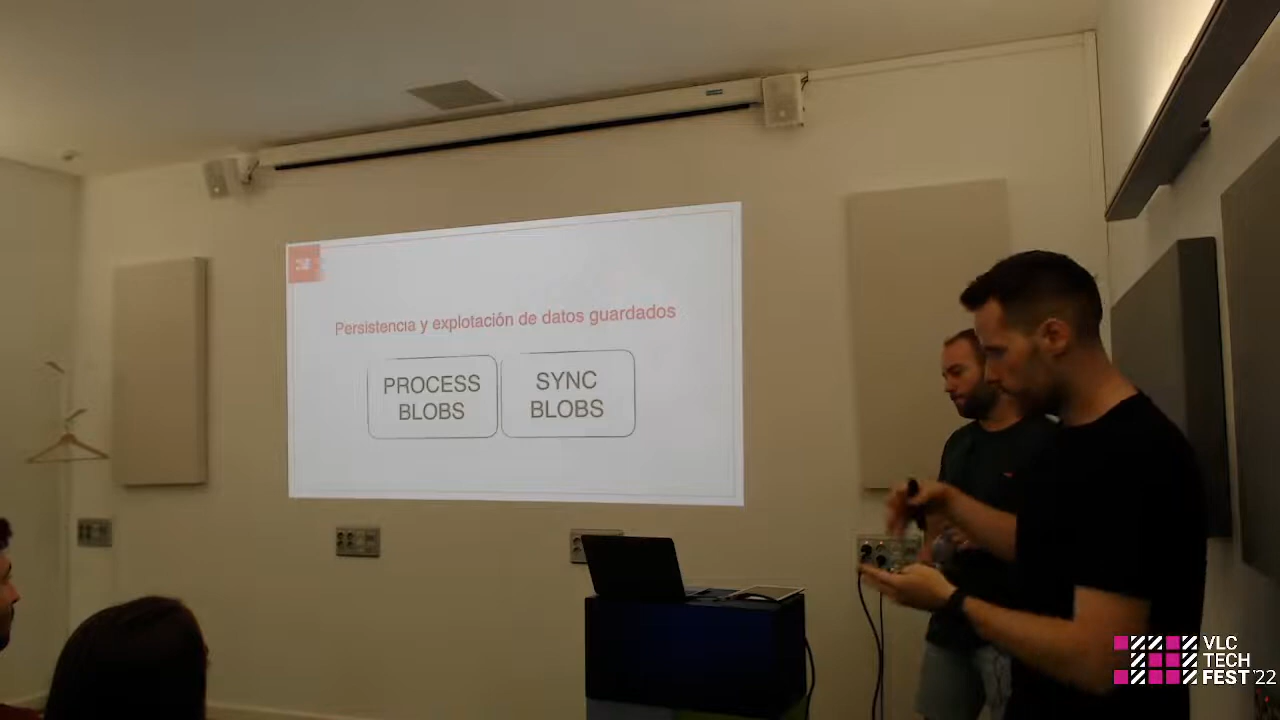 Persistencia y explotación de datos guardados
PROCESS
BLOBS
SYNC
BLOBS
VLC
TECH
FEST '22